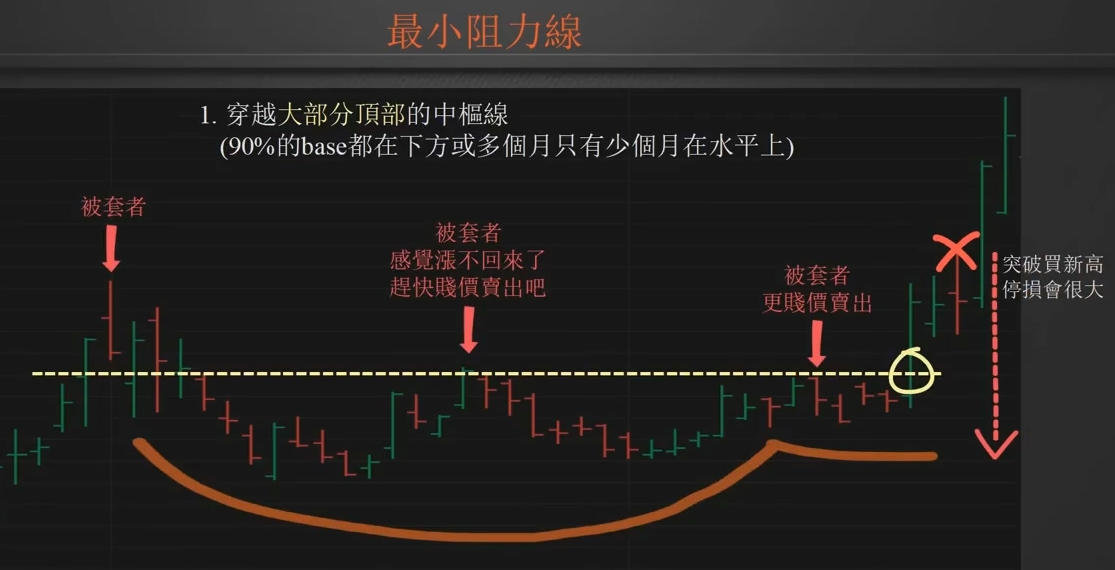 最小阻力線
1. 穿越大部分頂部的中樞線
(90%的base都在下方或多個月只有少個月在水平上)
被套者
被套者
感覺漲不回來了
趕快賤價賣出吧
被套者
更賤價賣出
突破買新高
停損會很大